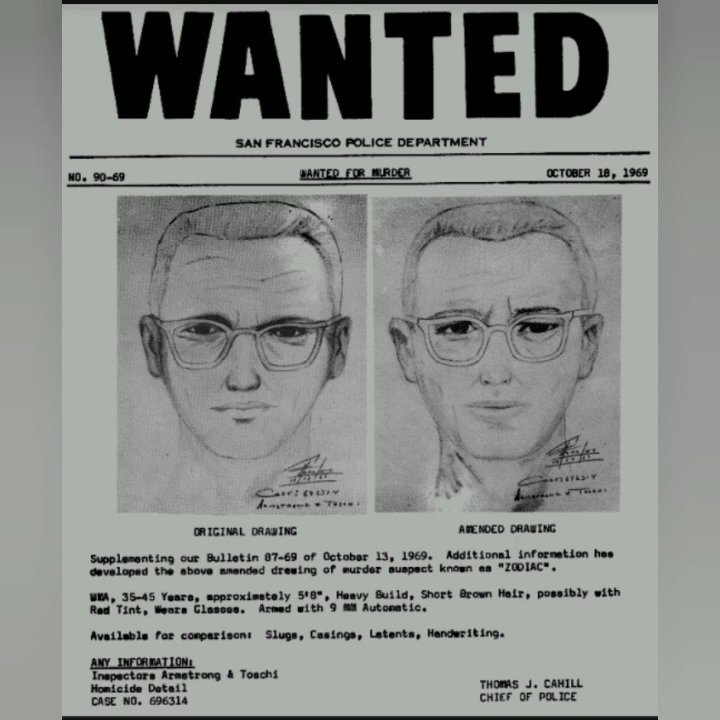 WANTED
SAN FRANCISCO POLICE DEPARTMENT
NO. 90-69 WANTED FOR MURDER OCTOBER 18, 1969
ORIGINAL DRAWING AMENDED DRAWING
Supplementing our Bulletin 87-69 of October 13, 1969. Additional information has
developed the above amended drawing of murder suspect known as "ZODIAC".
WMA, 35-45 Years, approximately 5'8", Heavy Build, Short Brown Hair, possibly with
Red Tint, Wears Glasses. Armed with 9 MM Automatic.
Available for comparison: Slugs, Casings, Latents, Handwriting.
ANY INFORMATION:
Inspectors Armstrong & Toschi
Homicide Detail
CASE NO. 696314
THOMAS J. CAHILL
CHIEF OF POLICE